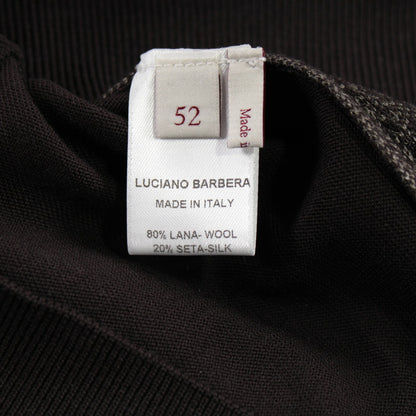 52
Made i
LUCIANO BARBERA
MADE IN ITALY
80% LANA- WOOL
20% SETA-SILK